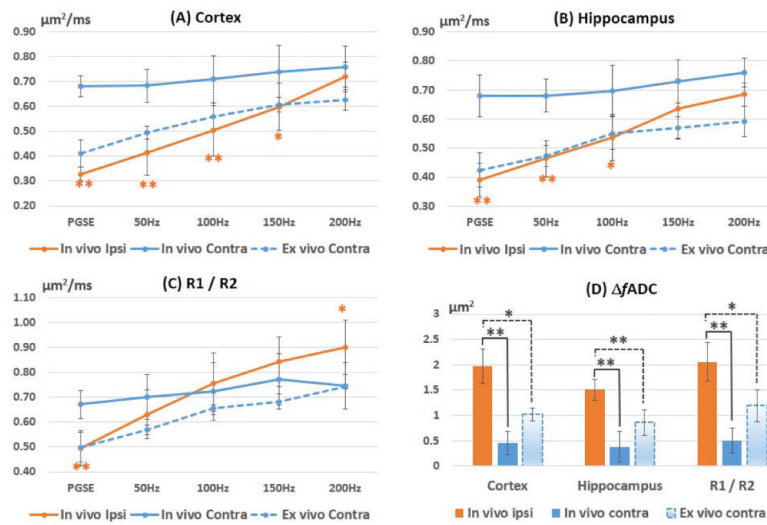 μm²/ms
(A) Cortex
0.90
0.80
0.70
0.60
0.50
0.40
0.30
0.20
** ** ** *
PGSE 50Hz 100Hz 150Hz 200Hz
In vivo Ipsi In vivo Contra Ex vivo Contra
μm²/ms
(B) Hippocampus
0.90
0.80
0.70
0.60
0.50
0.40
0.30
** ** *
PGSE 50Hz 100Hz 150Hz 200Hz
In vivo Ipsi In vivo Contra Ex vivo Contra
μm²/ms
(C) R1 / R2
1.10
1.00
0.90
0.80
0.70
0.60
0.50
0.40
** *
PGSE 50Hz 100Hz 150Hz 200Hz
In vivo Ipsi In vivo Contra Ex vivo Contra
(D) ΔfADC
μm²
3
2.5
2
1.5
1
0.5
0
* ** ** ** * **
Cortex Hippocampus R1 / R2
In vivo ipsi In vivo contra Ex vivo contra